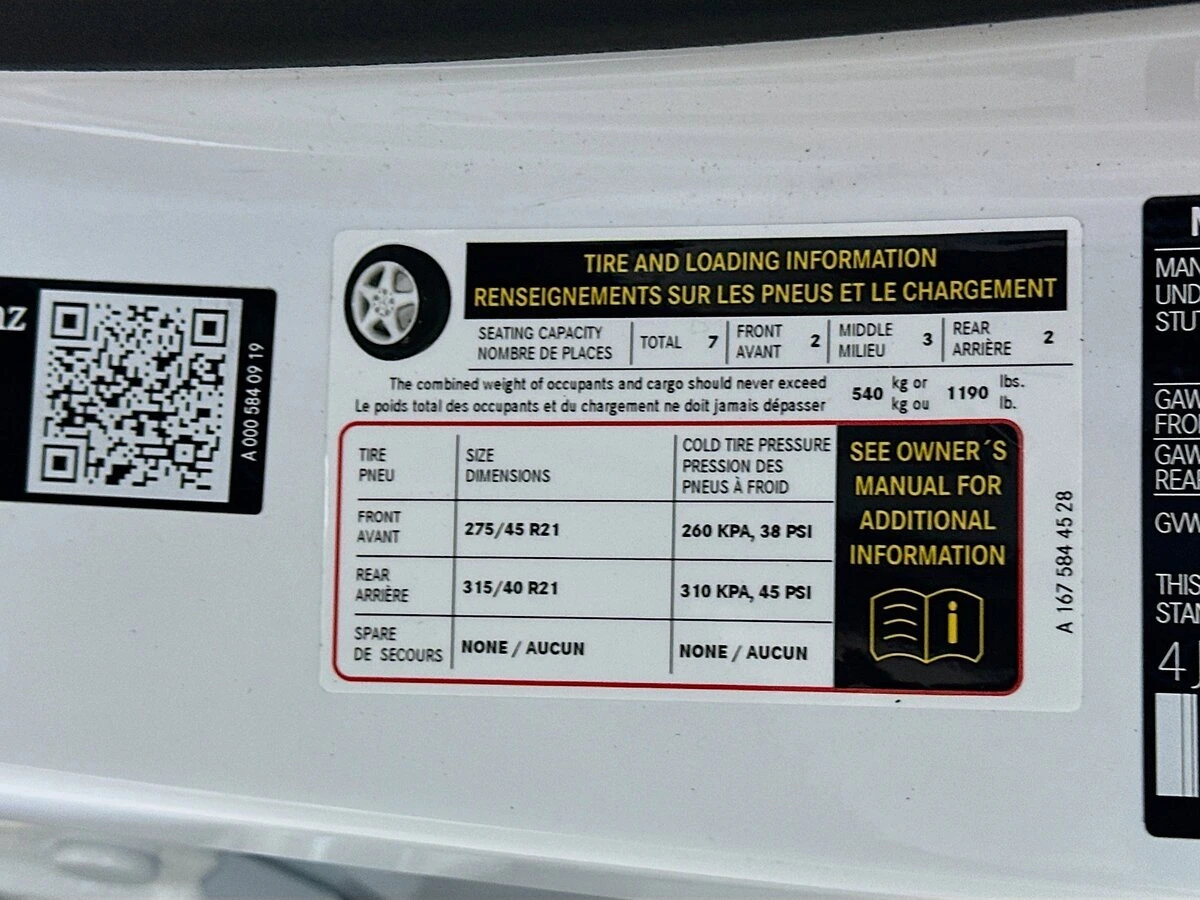 nz
A 000 584 09 19
TIRE AND LOADING INFORMATION
RENSEIGNEMENTS SUR LES PNEUS ET LE CHARGEMENT
SEATING CAPACITY
NOMBRE DE PLACES
TOTAL 7
FRONT
AVANT 2
MIDDLE
MILIEU 3
REAR
ARRIÈRE 2
The combined weight of occupants and cargo should never exceed 540 kg or 1190 lbs.
Le poids total des occupants et du chargement ne doit jamais dépasser kg ou lb.
TIRE
PNEU
SIZE
DIMENSIONS
COLD TIRE PRESSURE
PRESSION DES
PNEUS À FROID
FRONT
AVANT
275/45 R21
260 KPA, 38 PSI
REAR
ARRIÈRE
315/40 R21
310 KPA, 45 PSI
SPARE
DE SECOURS
NONE / AUCUN
NONE / AUCUN
SEE OWNER´S
MANUAL FOR
ADDITIONAL
INFORMATION
A 167 584 45 28
MAN
UND
STUT
GAW
FRO
GAW
REAR
GVW
THIS
STAN
4J